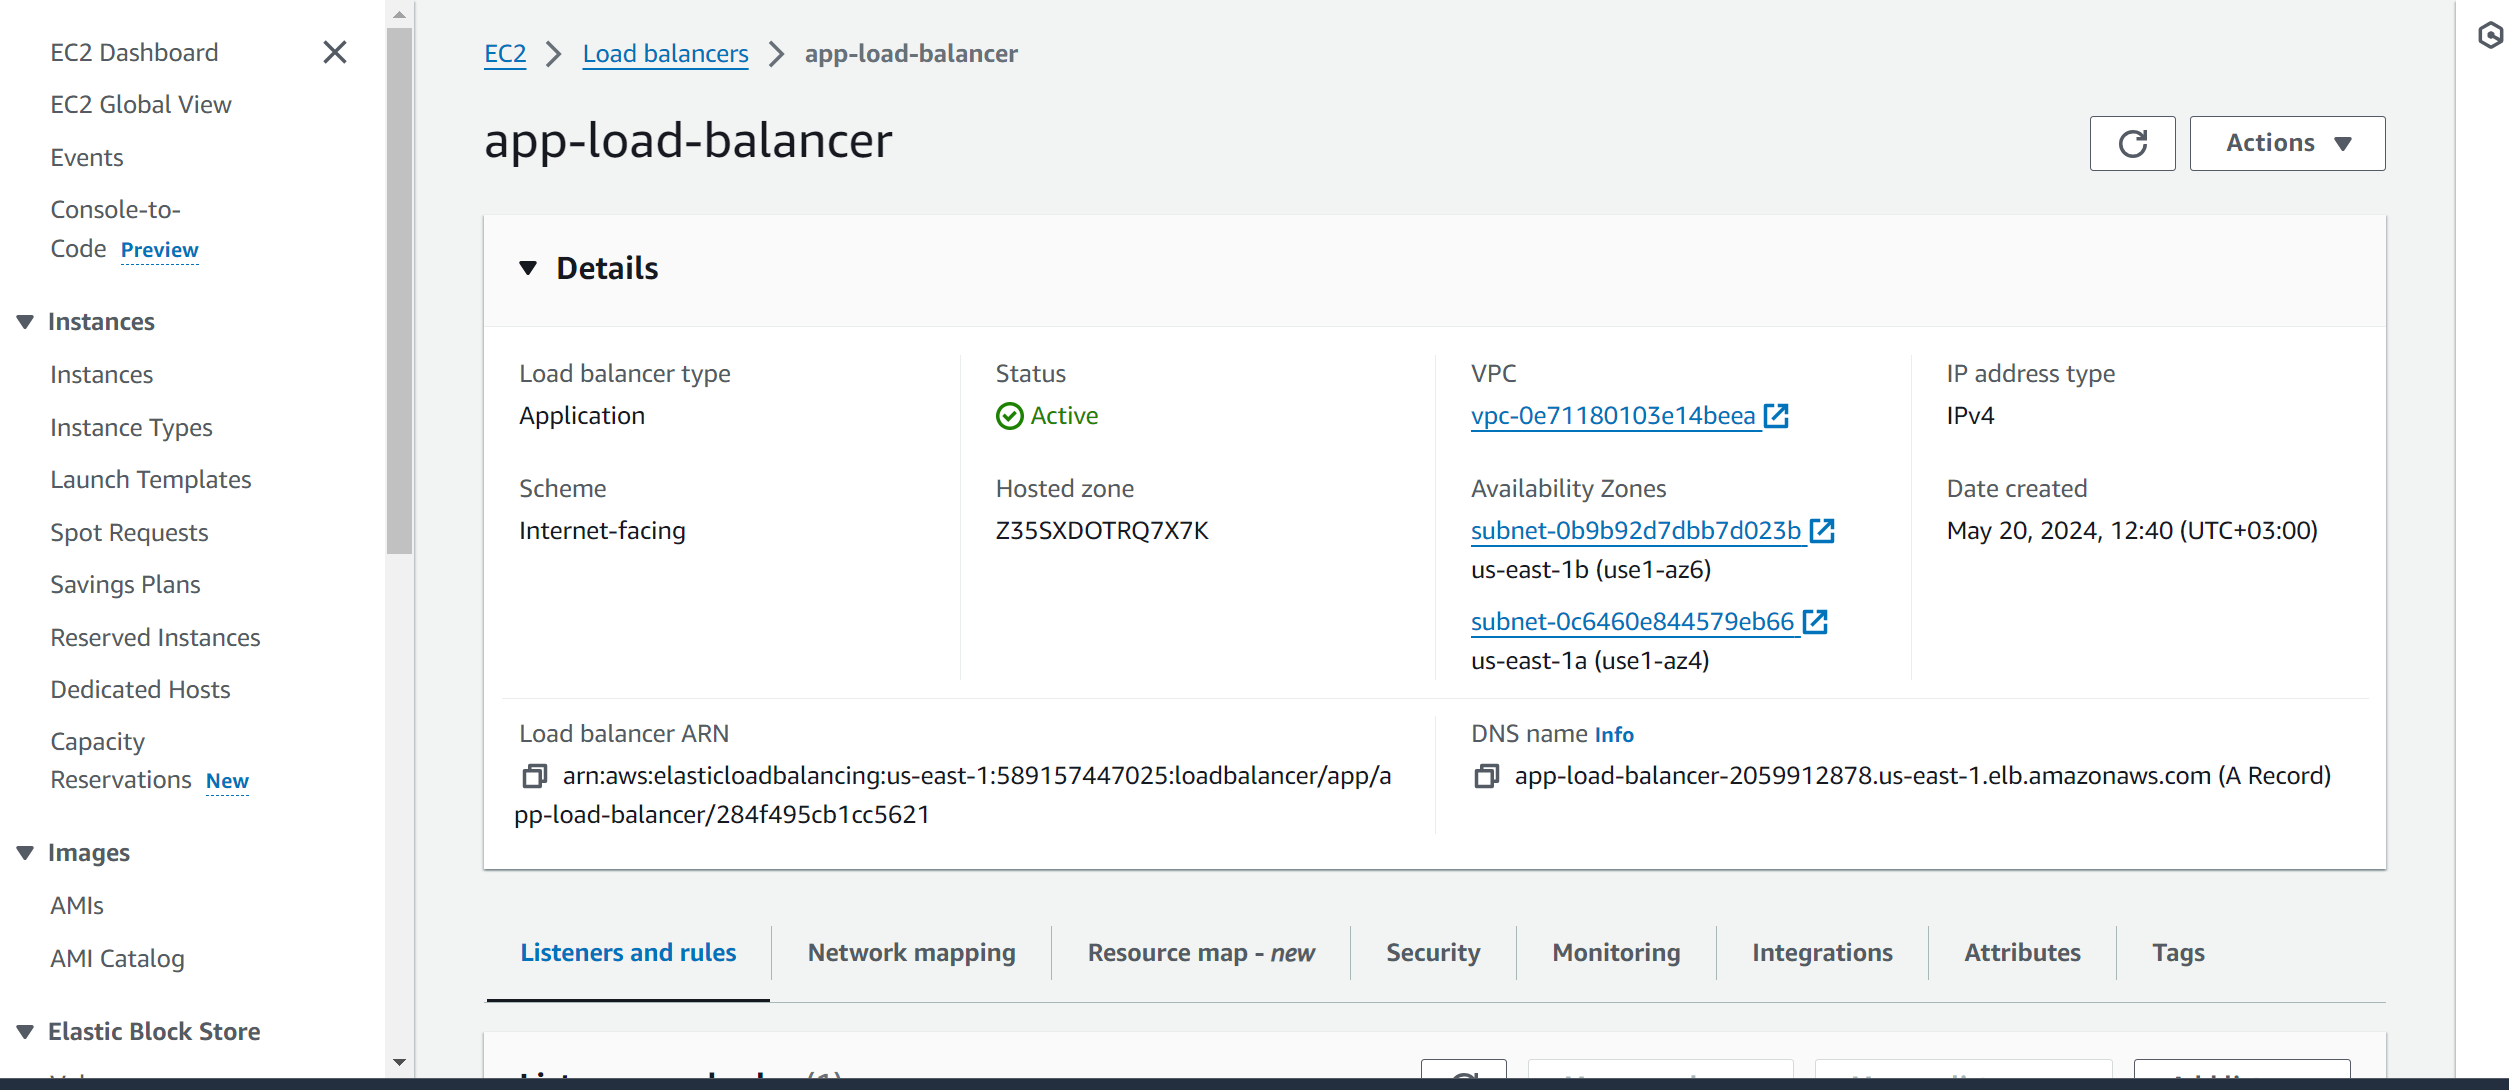 EC2 Dashboard
EC2 Global View
Events
Console-to-
Code Preview
Instances
Instances
Instance Types
Launch Templates
Spot Requests
Savings Plans
Reserved Instances
Dedicated Hosts
Capacity
Reservations New
Images
AMIs
AMI Catalog
Elastic Block Store
EC2 > Load balancers > app-load-balancer
app-load-balancer
Actions
Details
Load balancer type
Application
Status
Active
VPC
vpc-0e71180103e14beea
IP address type
IPv4
Scheme
Internet-facing
Hosted zone
Z35SXDOTRQ7X7K
Availability Zones
subnet-0b9b92d7dbb7d023b
us-east-1b (use1-az6)
subnet-0c6460e844579eb66
us-east-1a (use1-az4)
Date created
May 20, 2024, 12:40 (UTC+03:00)
Load balancer ARN
arn:aws:elasticloadbalancing:us-east-1:589157447025:loadbalancer/app/a
pp-load-balancer/284f495cb1cc5621
DNS name Info
app-load-balancer-2059912878.us-east-1.elb.amazonaws.com (A Record)
Listeners and rules
Network mapping
Resource map - new
Security
Monitoring
Integrations
Attributes
Tags